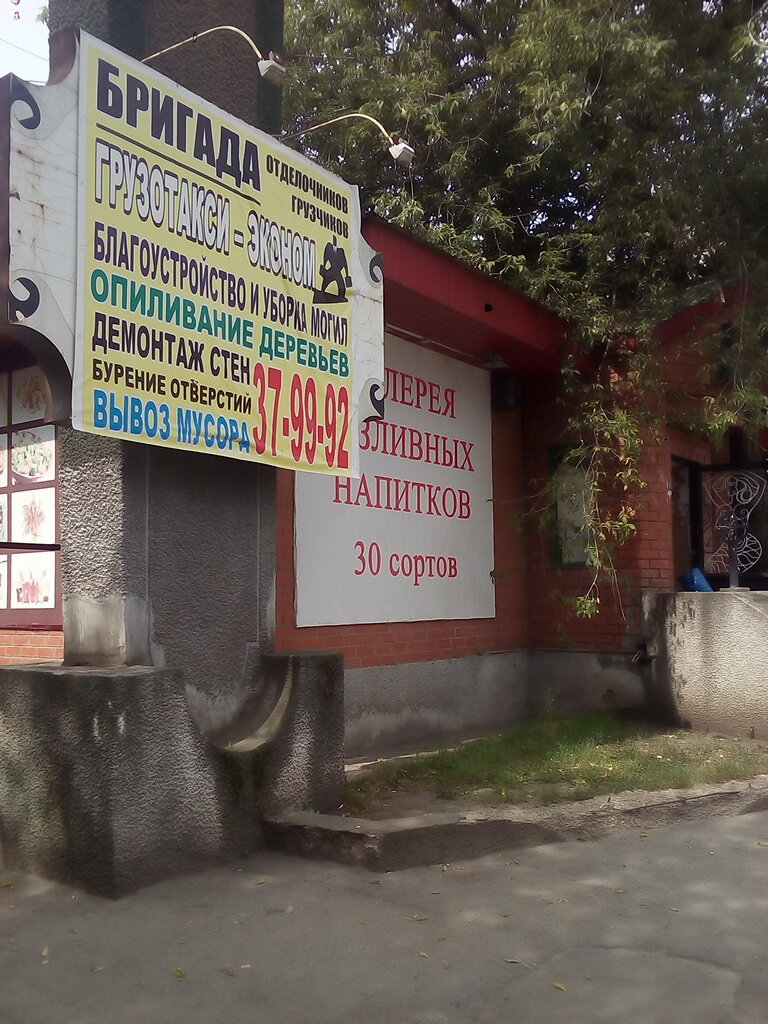 БРИГАДА
ОТДЕЛОЧНИКОВ
ГРУЗЧИКОВ
ГРУЗОТАКСИ - ЭКОНОМ
БЛАГОУСТРОЙСТВО И УБОРКА МОГИЛ
ОПИЛИВАНИЕ ДЕРЕВЬЕВ
ДЕМОНТАЖ СТЕН
БУРЕНИЕ ОТВЕРСТИЙ
ВЫВОЗ МУСОРА
37-99-92
ЛЕРЕЯ
ЗЛИВНЫХ
НАПИТКОВ
30 сортов